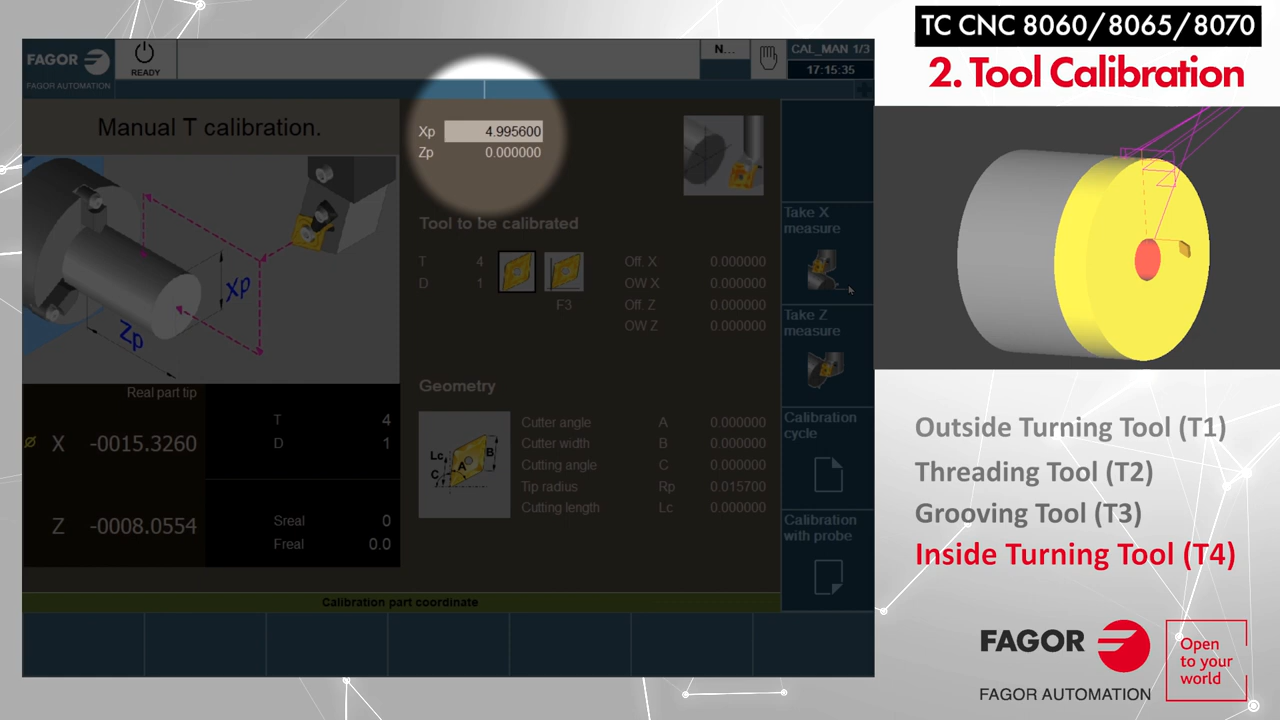 TC CNC 8060/8065/8070
2. Tool Calibration
FAGOR
FAGOR AUTOMATION
READY
N...
CAL_MAN 1/3
17:15:35
Manual T calibration.
Xp 4.995600
Zp 0.000000
Xp
Zp
Tool to be calibrated
T 4
D 1
F3
Off. X 0.000000
OW X 0.000000
Off. Z 0.000000
OW Z 0.000000
Take X
measure
Take Z
measure
Calibration
cycle
Calibration
with probe
Real part tip
X -0015.3260
Z -0008.0554
T 4
D 1
Sreal 0
Freal 0.0
Geometry
Lc
B
A
C
Cutter angle A 0.000000
Cutter width B 0.000000
Cutting angle C 0.000000
Tip radius Rp 0.015700
Cutting length Lc 0.000000
Calibration part coordinate
Outside Turning Tool (T1)
Threading Tool (T2)
Grooving Tool (T3)
Inside Turning Tool (T4)
FAGOR
FAGOR AUTOMATION
Open
to your
world